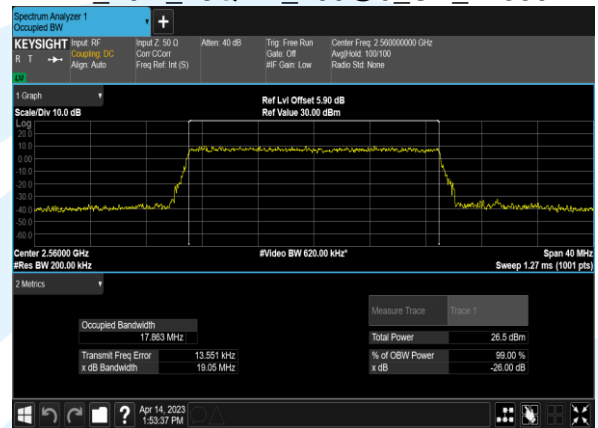 Spectrum Analyzer 1
Occupied BW
+
KEYSIGHT Input: RF Input Z: 50 Ω Atten: 40 dB Trig: Free Run Center Freq: 2.560000000 GHz
R T Coupling: DC Corr CCorr Gate: Off Avg|Hold: 100/100
Align: Auto Freq Ref: Int (S) #IF Gain: Low Radio Std: None
LW
1 Graph
Ref Lvl Offset 5.90 dB
Scale/Div 10.0 dB Ref Value 30.00 dBm
Log
20.0
10.0
0.00
-10.0
-20.0
-30.0
-40.0
-50.0
-60.0
Center 2.56000 GHz #Video BW 620.00 kHz* Span 40 MHz
#Res BW 200.00 kHz Sweep 1.27 ms (1001 pts)
2 Metrics
Measure Trace Trace 1
Occupied Bandwidth
17.863 MHz Total Power 26.5 dBm
Transmit Freq Error 13.551 kHz % of OBW Power 99.00 %
x dB Bandwidth 19.05 MHz x dB -26.00 dB
? Apr 14, 2023
1:53:37 PM